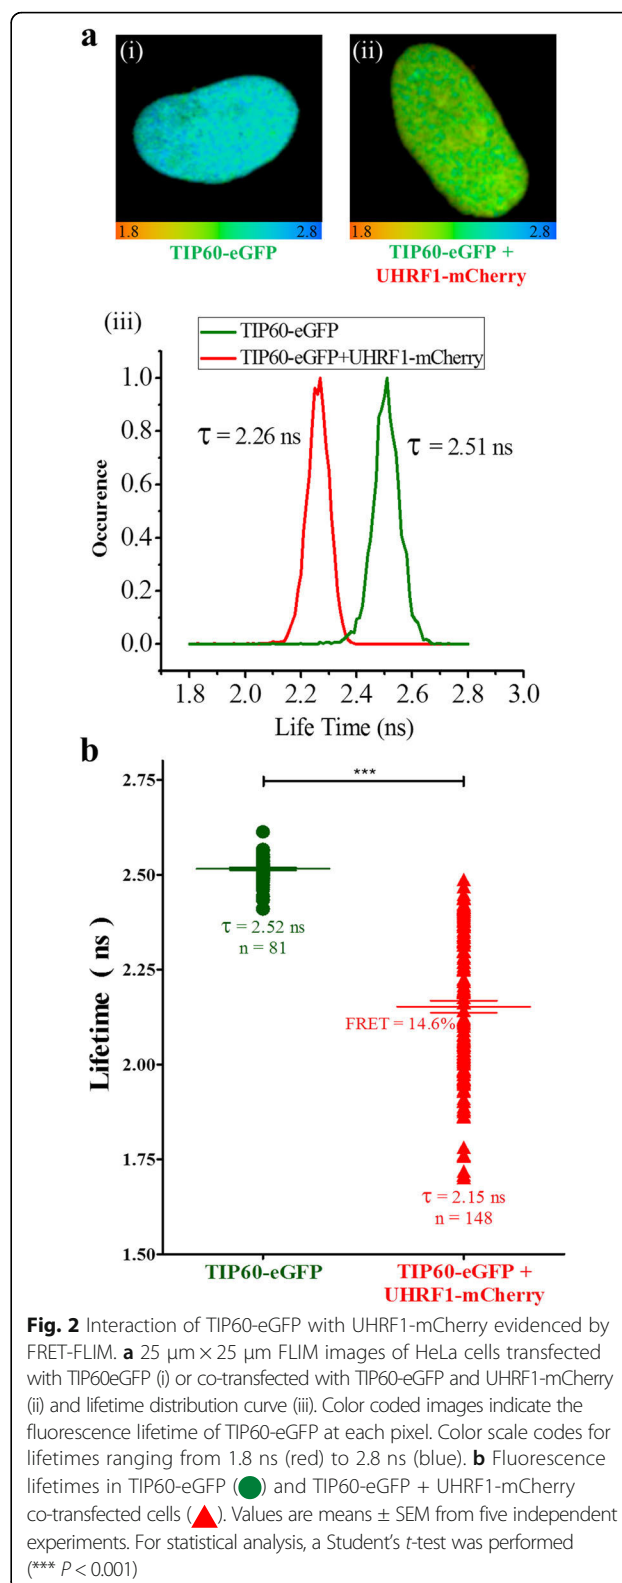 a
(i)
(ii)
1.8 2.8
1.8 2.8
TIP60-eGFP
TIP60-eGFP +
UHRF1-mCherry
(iii)
TIP60-eGFP
TIP60-eGFP+UHRF1-mCherry
1.0
0.8
0.6
0.4
0.2
0.0
Occurence
τ = 2.26 ns
τ = 2.51 ns
1.8 2.0 2.2 2.4 2.6 2.8 3.0
Life Time (ns)
b
***
2.75
2.50
2.25
2.00
1.75
1.50
Lifetime ( ns )
τ = 2.52 ns
n = 81
FRET = 14.6%
τ = 2.15 ns
n = 148
TIP60-eGFP
TIP60-eGFP +
UHRF1-mCherry
Fig. 2 Interaction of TIP60-eGFP with UHRF1-mCherry evidenced by
FRET-FLIM. a 25 μm × 25 μm FLIM images of HeLa cells transfected
with TIP60eGFP (i) or co-transfected with TIP60-eGFP and UHRF1-mCherry
(ii) and lifetime distribution curve (iii). Color coded images indicate the
fluorescence lifetime of TIP60-eGFP at each pixel. Color scale codes for
lifetimes ranging from 1.8 ns (red) to 2.8 ns (blue). b Fluorescence
lifetimes in TIP60-eGFP (●) and TIP60-eGFP + UHRF1-mCherry
co-transfected cells (▲). Values are means ± SEM from five independent
experiments. For statistical analysis, a Student's t-test was performed
(*** P < 0.001)